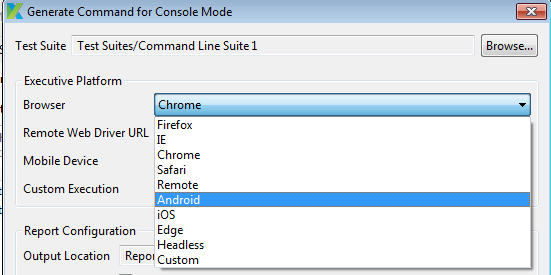 Generate Command for Console Mode
Test Suite Test Suites/Command Line Suite 1 Browse...
Executive Platform
Browser Chrome
Firefox
Remote Web Driver URL
IE
Chrome
Mobile Device
Safari
Remote
Custom Execution
Android
iOS
Report Configuration
Edge
Headless
Output Location Repor
Custom